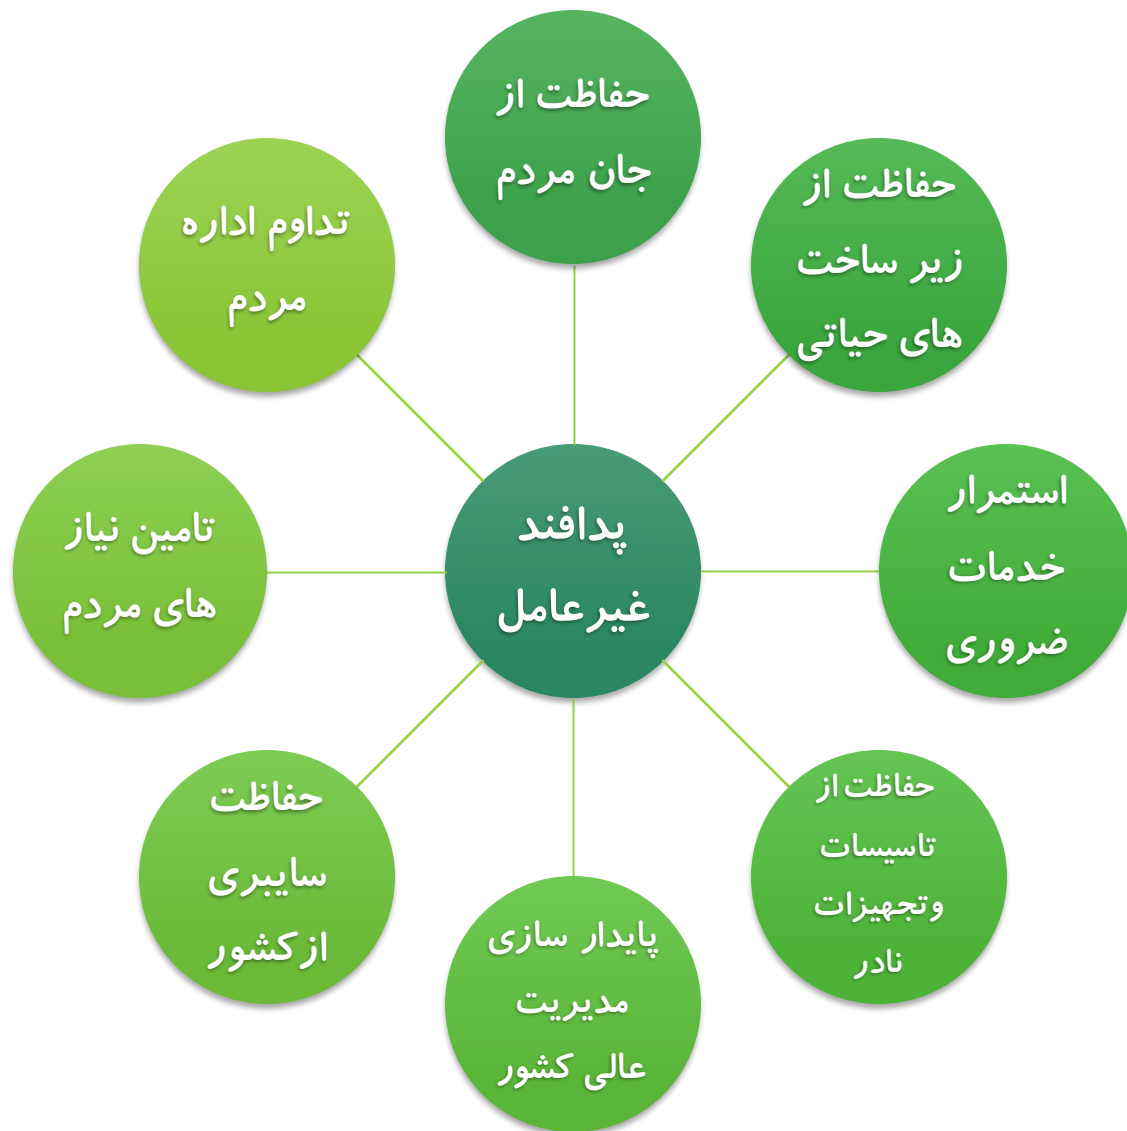 حفاظت از
جان مردم
حفاظت از
زیر ساخت
های حیاتی
استمرار
خدمات
ضروری
حفاظت از
تاسیسات
وتجهیزات
نادر
پایدار سازی
مدیریت
عالی کشور
حفاظت
سایبری
ازکشور
تامین نیاز
های مردم
تداوم اداره
مردم
پدافند
غیرعامل